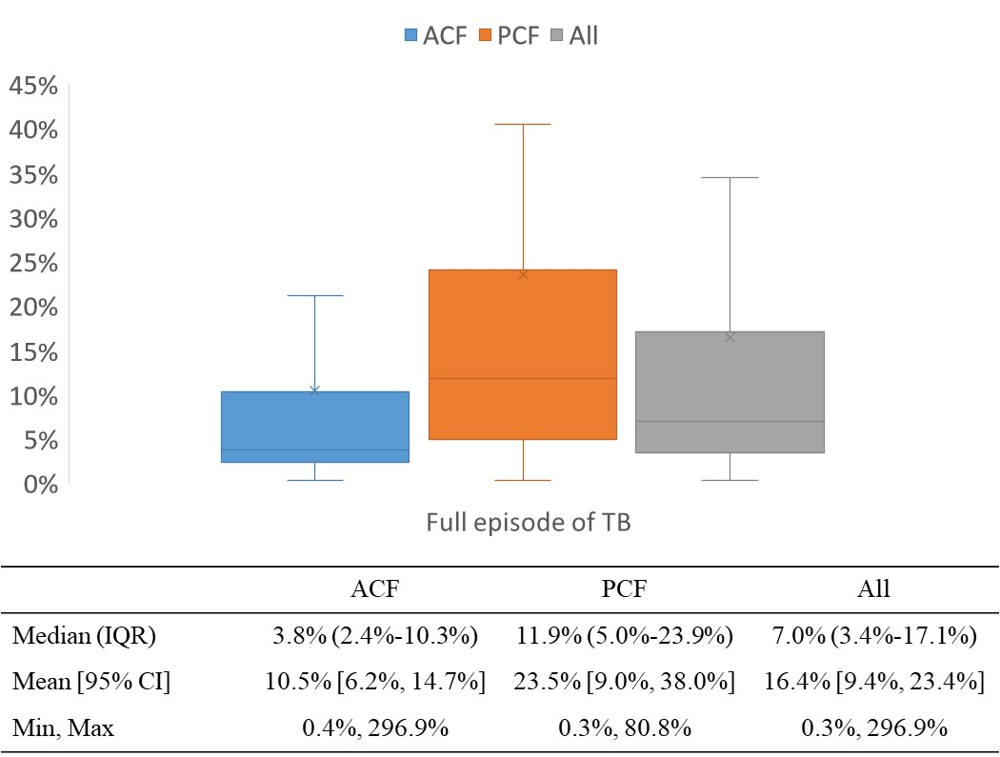 ACF PCF All
45%
40%
35%
30%
25%
20%
15%
10%
5%
0%
Full episode of TB
ACF PCF All
Median (IQR) 3.8% (2.4%-10.3%) 11.9% (5.0%-23.9%) 7.0% (3.4%-17.1%)
Mean [95% CI] 10.5% [6.2%, 14.7%] 23.5% [9.0%, 38.0%] 16.4% [9.4%, 23.4%]
Min, Max 0.4%, 296.9% 0.3%, 80.8% 0.3%, 296.9%